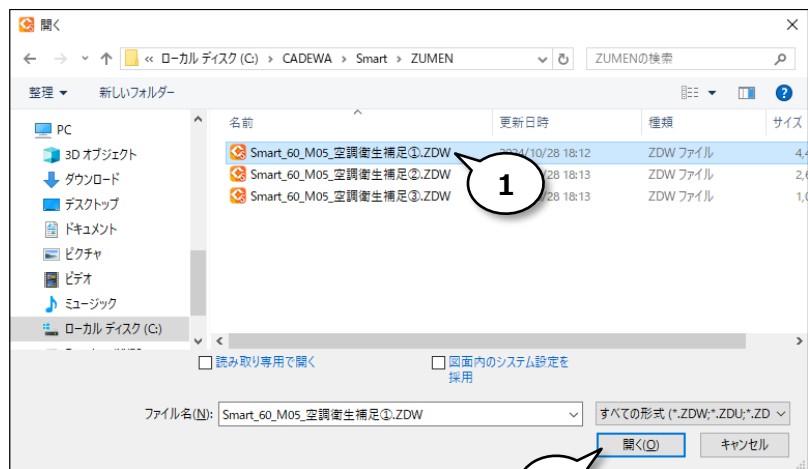 開く
« ローカル ディスク (C:) › CADEWA › Smart › ZUMEN
ZUMENの検索
整理 ▼ 新しいフォルダー
PC
3D オブジェクト
ダウンロード
デスクトップ
ドキュメント
ピクチャ
ビデオ
ミュージック
ローカル ディスク (C:)
名前 更新日時 種類 サイズ
Smart_60_M05_空調衛生補足①.ZDW 2024/10/28 18:12 ZDW ファイル 4,4
Smart_60_M05_空調衛生補足②.ZDW /28 18:13 ZDW ファイル 2,6
Smart_60_M05_空調衛生補足③.ZDW /28 18:13 ZDW ファイル 1,0
1
読み取り専用で開く
図面内のシステム設定を
採用
ファイル名(N): Smart_60_M05_空調衛生補足①.ZDW
すべての形式 (*.ZDW;*.ZDU;*.ZD
開く(O) キャンセル